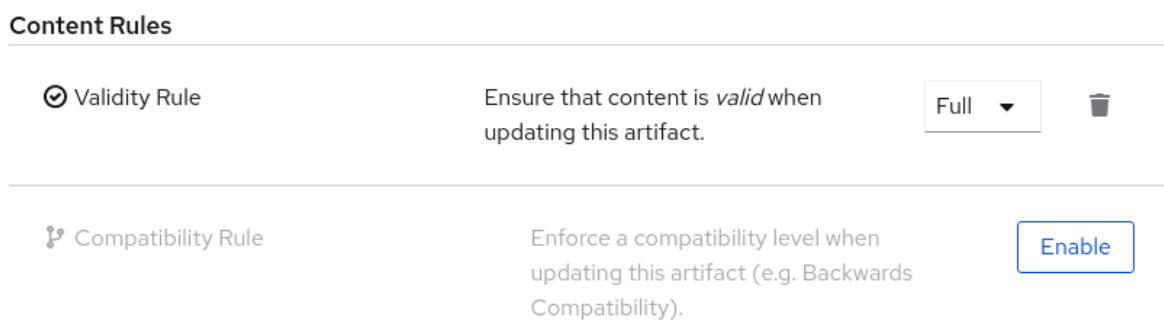 Content Rules
Validity Rule
Ensure that content is valid when
updating this artifact.
Full
Compatibility Rule
Enforce a compatibility level when
updating this artifact (e.g. Backwards
Compatibility).
Enable